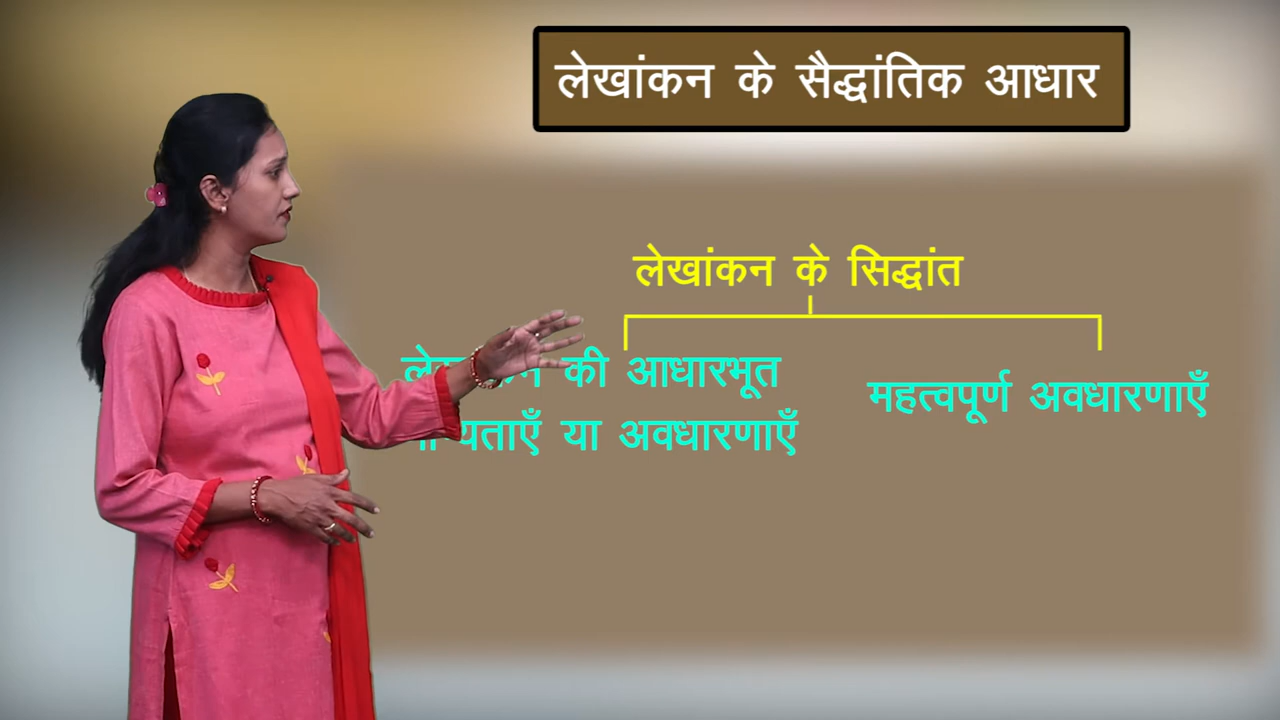 लेखांकन के सैद्धांतिक आधार
लेखांकन के सिद्धांत
की आधारभूत
या अवधारणाएँ
महत्वपूर्ण अवधारणाएँ